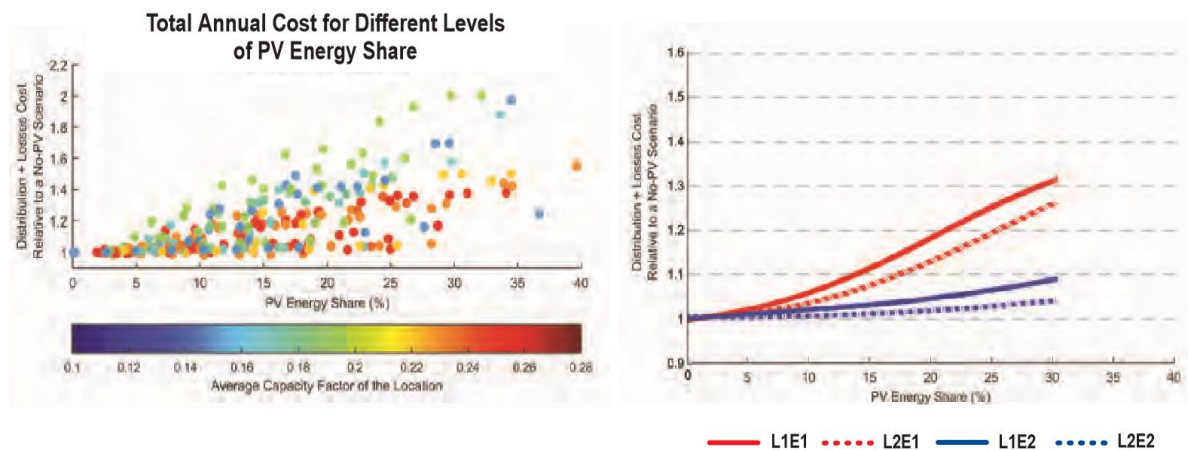 Total Annual Cost for Different Levels
of PV Energy Share
Distribution + Losses Cost
Relative to a No-PV Scenario
2.2
2
1.8
1.6
1.4
1.2
1
0 5 10 15 20 25 30 35 40
PV Energy Share (%)
0.1 0.12 0.14 0.16 0.18 0.2 0.22 0.24 0.26 0.28
Average Capacity Factor of the Location
Distribution + Losses Cost
Relative to a No-PV Scenario
1.6
1.5
1.4
1.3
1.2
1.1
1
0.9
0 5 10 15 20 25 30 35 40
PV Energy Share (%)
L1E1 L2E1 L1E2 L2E2